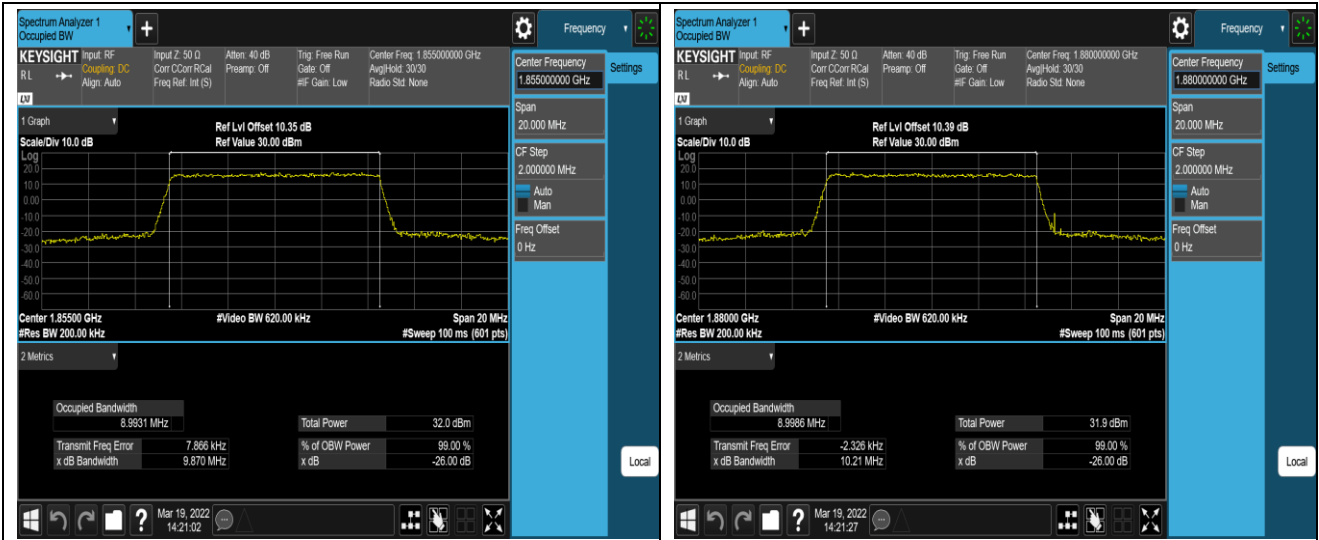 Spectrum Analyzer 1
Occupied BW
+
Frequency
KEYSIGHT
RL
LXI
Input: RF
Coupling: DC
Align: Auto
Input Z: 50 Ω
Corr CCorr RCal
Freq Ref: Int (S)
Atten: 40 dB
Preamp: Off
Trig: Free Run
Gate: Off
#IF Gain: Low
Center Freq: 1.855000000 GHz
Avg|Hold: 30/30
Radio Std: None
Center Frequency
1.855000000 GHz
Settings
Span
20.000 MHz
CF Step
2.000000 MHz
Auto
Man
Freq Offset
0 Hz
Local
1 Graph
Scale/Div 10.0 dB
Ref Lvl Offset 10.35 dB
Ref Value 30.00 dBm
Log
20.0
10.0
0.00
-10.0
-20.0
-30.0
-40.0
-50.0
-60.0
Center 1.85500 GHz
#Video BW 620.00 kHz
Span 20 MHz
#Res BW 200.00 kHz
#Sweep 100 ms (601 pts)
2 Metrics
Occupied Bandwidth
8.9931 MHz
Total Power 32.0 dBm
Transmit Freq Error 7.866 kHz
% of OBW Power 99.00 %
x dB Bandwidth 9.870 MHz
x dB -26.00 dB
?
Mar 19, 2022
14:21:02
Spectrum Analyzer 1
Occupied BW
+
Frequency
KEYSIGHT
RL
LXI
Input: RF
Coupling: DC
Align: Auto
Input Z: 50 Ω
Corr CCorr RCal
Freq Ref: Int (S)
Atten: 40 dB
Preamp: Off
Trig: Free Run
Gate: Off
#IF Gain: Low
Center Freq: 1.880000000 GHz
Avg|Hold: 30/30
Radio Std: None
Center Frequency
1.880000000 GHz
Settings
Span
20.000 MHz
CF Step
2.000000 MHz
Auto
Man
Freq Offset
0 Hz
Local
1 Graph
Scale/Div 10.0 dB
Ref Lvl Offset 10.39 dB
Ref Value 30.00 dBm
Log
20.0
10.0
0.00
-10.0
-20.0
-30.0
-40.0
-50.0
-60.0
Center 1.88000 GHz
#Video BW 620.00 kHz
Span 20 MHz
#Res BW 200.00 kHz
#Sweep 100 ms (601 pts)
2 Metrics
Occupied Bandwidth
8.9986 MHz
Total Power 31.9 dBm
Transmit Freq Error -2.326 kHz
% of OBW Power 99.00 %
x dB Bandwidth 10.21 MHz
x dB -26.00 dB
?
Mar 19, 2022
14:21:27